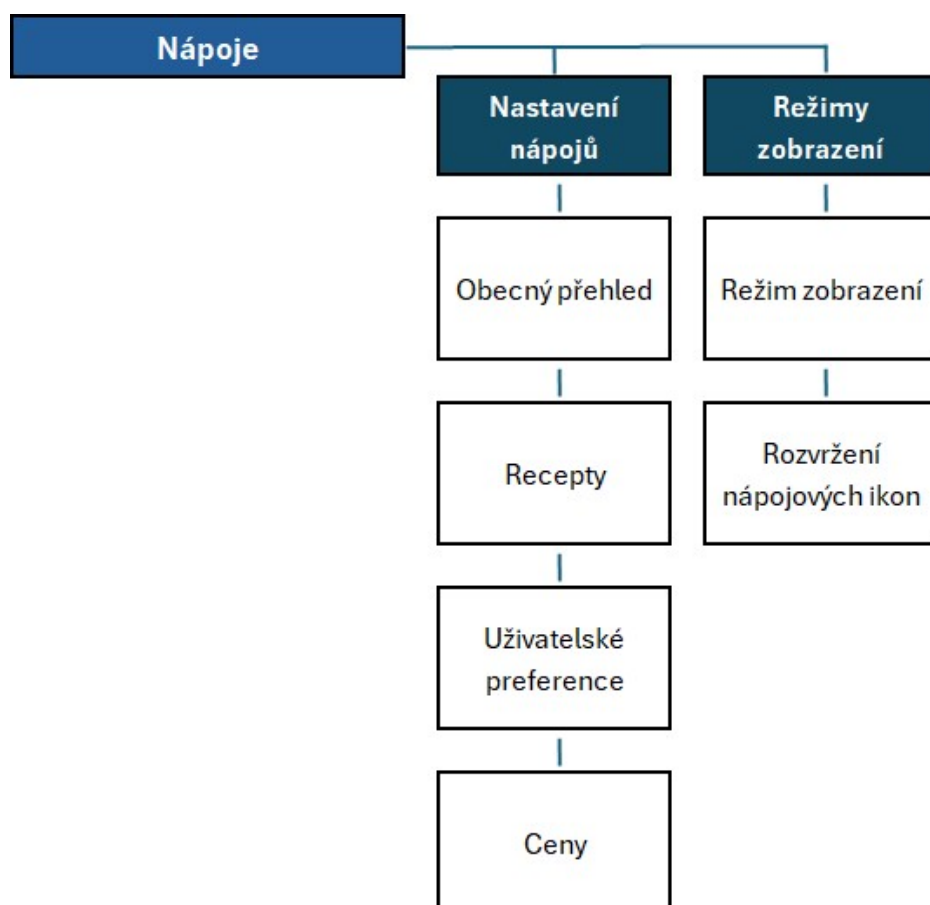 Nápoje
Nastavení
nápojů
Režimy
zobrazení
Obecný přehled
Režim zobrazení
Recepty
Rozvržení
nápojových ikon
Uživatelské
preference
Ceny